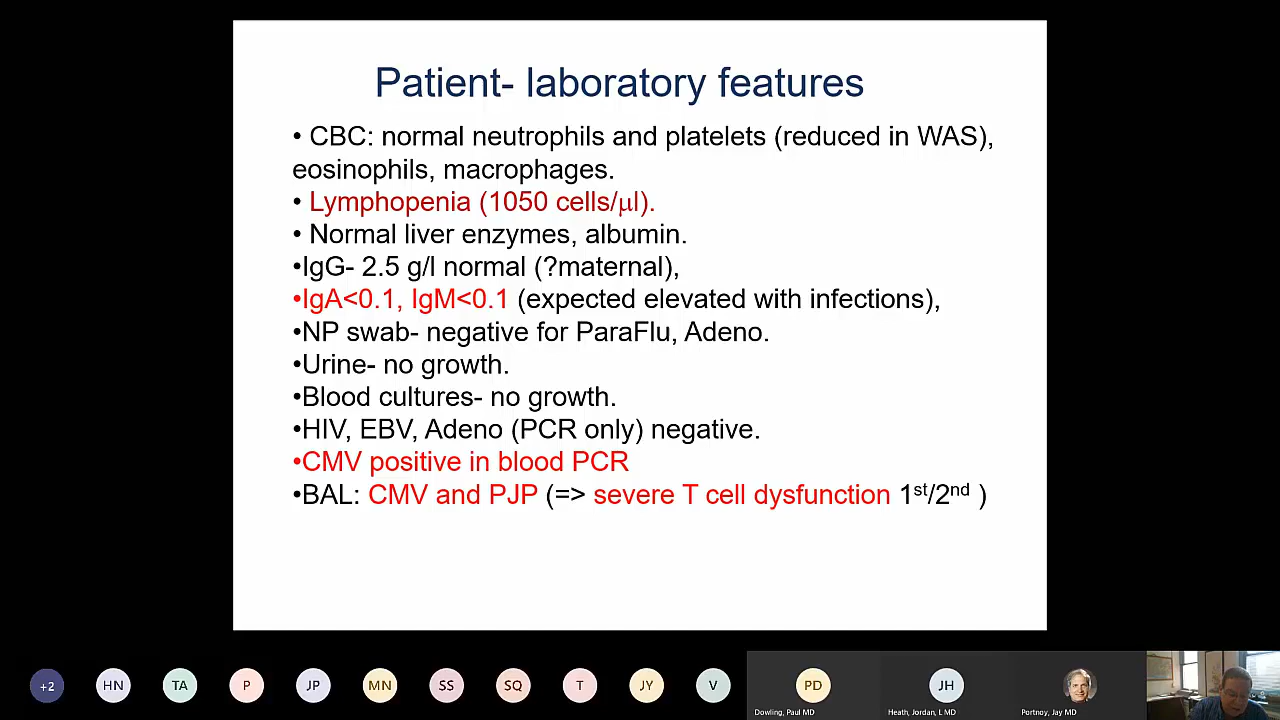 Patient- laboratory features
• CBC: normal neutrophils and platelets (reduced in WAS),
eosinophils, macrophages.
• Lymphopenia (1050 cells/µl).
• Normal liver enzymes, albumin.
•IgG- 2.5 g/l normal (?maternal),
•IgA<0.1, IgM<0.1 (expected elevated with infections),
•NP swab- negative for ParaFlu, Adeno.
•Urine- no growth.
•Blood cultures- no growth.
•HIV, EBV, Adeno (PCR only) negative.
•CMV positive in blood PCR
•BAL: CMV and PJP (=> severe T cell dysfunction 1st/2nd )
+2 HN TA P JP MN SS SQ T JY V PD JH
Dowling, Paul MD Heath, Jordan, L MD Portnoy, Jay MD